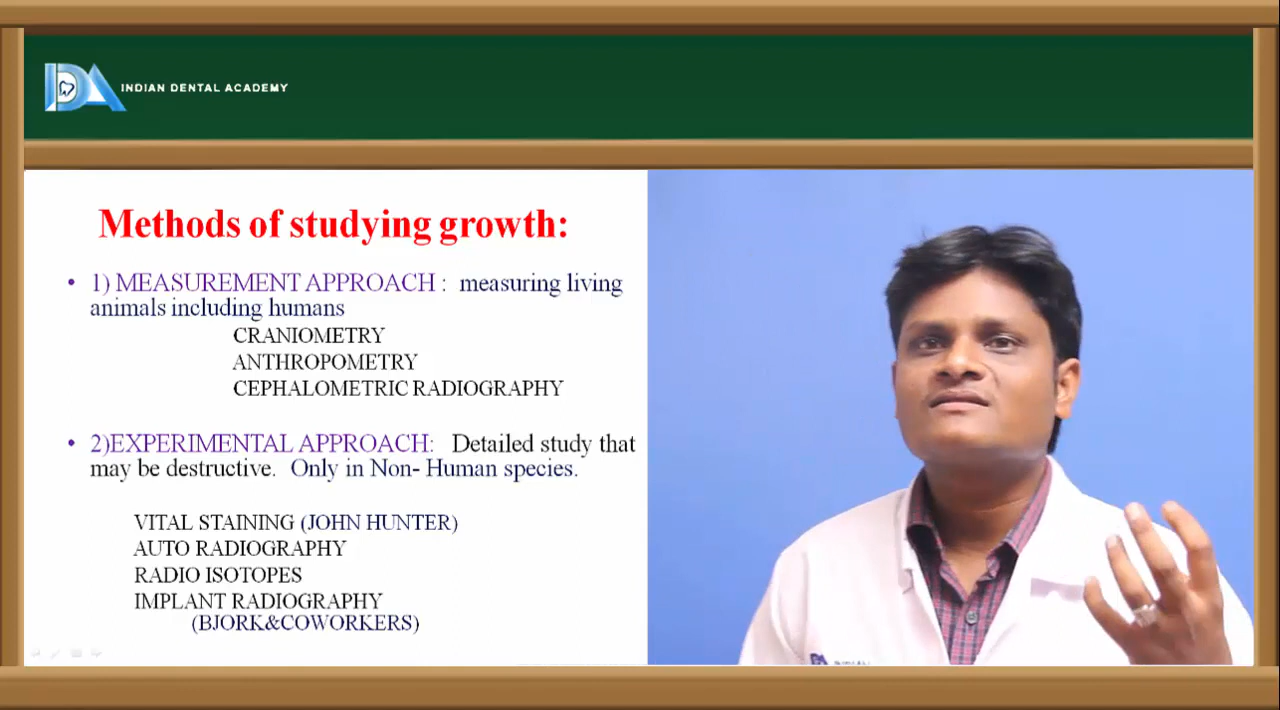 INDIAN DENTAL ACADEMY
Methods of studying growth:
• 1) MEASUREMENT APPROACH : measuring living
animals including humans
CRANIOMETRY
ANTHROPOMETRY
CEPHALOMETRIC RADIOGRAPHY
• 2)EXPERIMENTAL APPROACH: Detailed study that
may be destructive. Only in Non- Human species.
VITAL STAINING (JOHN HUNTER)
AUTO RADIOGRAPHY
RADIO ISOTOPES
IMPLANT RADIOGRAPHY
(BJORK&COWORKERS)